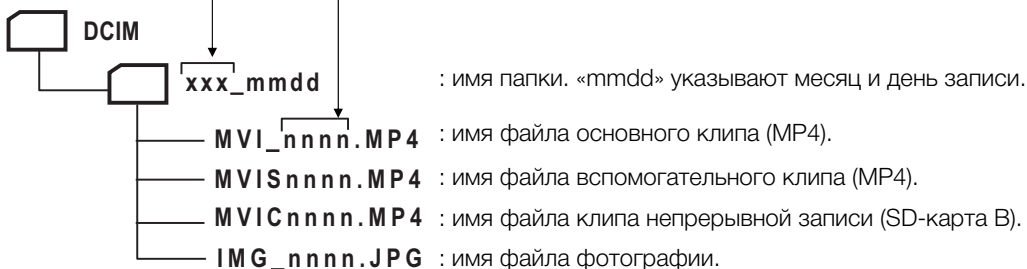 DCIM
xxx_mmdd : имя папки. «mmdd» указывают месяц и день записи.
MVI_nnnn.MP4 : имя файла основного клипа (MP4).
MVISnnnn.MP4 : имя файла вспомогательного клипа (MP4).
MVICnnnn.MP4 : имя файла клипа непрерывной записи (SD-карта B).
IMG_nnnn.JPG : имя файла фотографии.